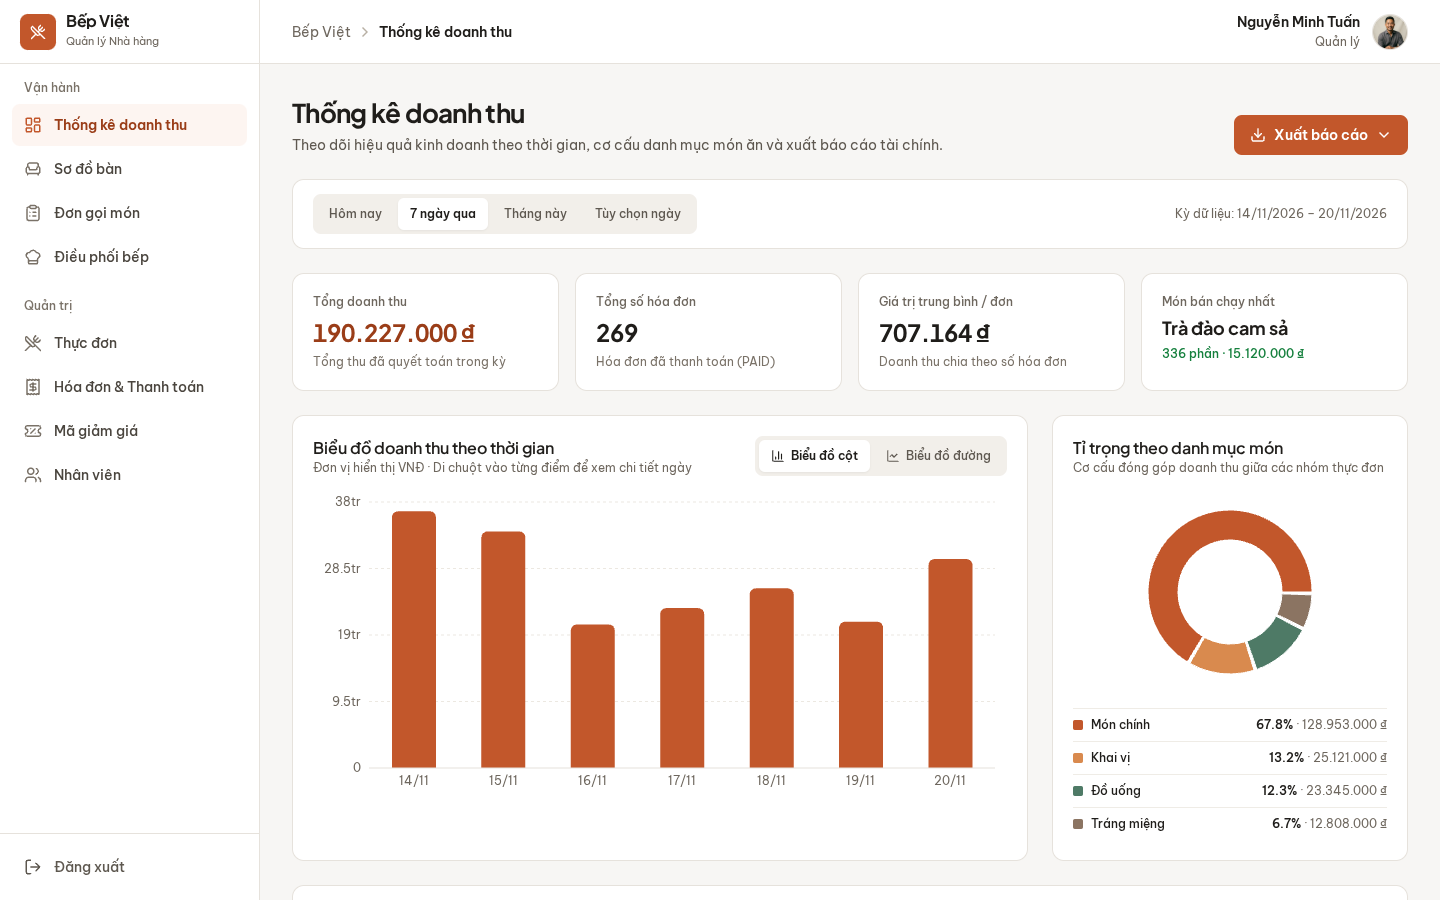 Bếp Việt
Quản lý Nhà hàng
Vận hành
Thống kê doanh thu
Sơ đồ bàn
Đơn gọi món
Điều phối bếp
Quản trị
Thực đơn
Hóa đơn & Thanh toán
Mã giảm giá
Nhân viên
Đăng xuất
Bếp Việt
Thống kê doanh thu
Nguyễn Minh Tuấn
Quản lý
Thống kê doanh thu
Theo dõi hiệu quả kinh doanh theo thời gian, cơ cấu danh mục món ăn và xuất báo cáo tài chính.
Xuất báo cáo
Hôm nay
7 ngày qua
Tháng này
Tùy chọn ngày
Kỳ dữ liệu: 14/11/2026 – 20/11/2026
Tổng doanh thu
190.227.000 ₫
Tổng thu đã quyết toán trong kỳ
Tổng số hóa đơn
269
Hóa đơn đã thanh toán (PAID)
Giá trị trung bình / đơn
707.164 ₫
Doanh thu chia theo số hóa đơn
Món bán chạy nhất
Trà đào cam sả
336 phần · 15.120.000 ₫
Biểu đồ doanh thu theo thời gian
Đơn vị hiển thị VNĐ · Di chuột vào từng điểm để xem chi tiết ngày
Biểu đồ cột
Biểu đồ đường
38tr
28.5tr
19tr
9.5tr
0
14/11
15/11
16/11
17/11
18/11
19/11
20/11
Tỉ trọng theo danh mục món
Cơ cấu đóng góp doanh thu giữa các nhóm thực đơn
Món chính 67.8% · 128.953.000 ₫
Khai vị 13.2% · 25.121.000 ₫
Đồ uống 12.3% · 23.345.000 ₫
Tráng miệng 6.7% · 12.808.000 ₫